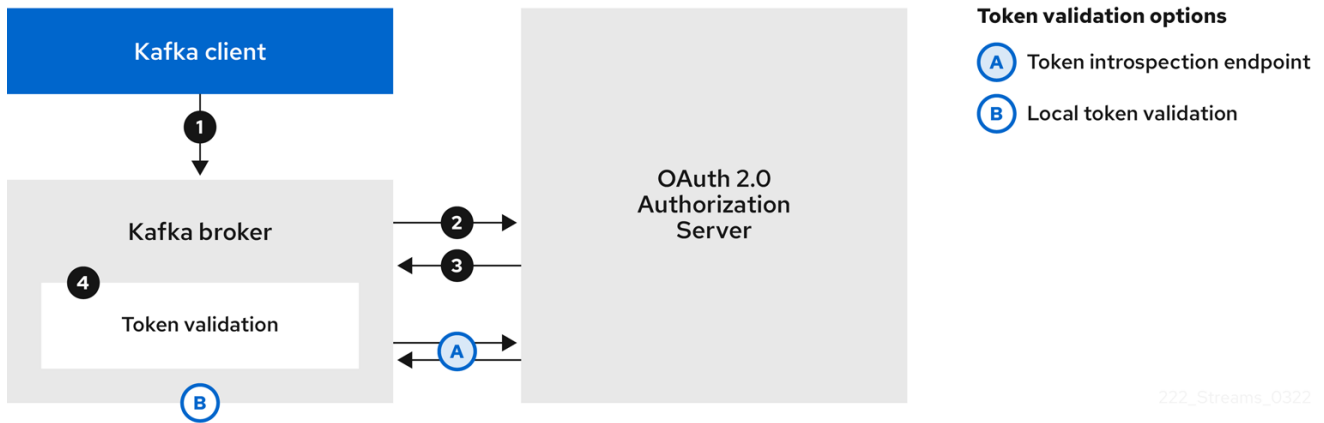 Kafka client
1
Kafka broker
2
3
4
Token validation
A
B
OAuth 2.0
Authorization
Server
Token validation options
A Token introspection endpoint
B Local token validation
222_Streams_0322